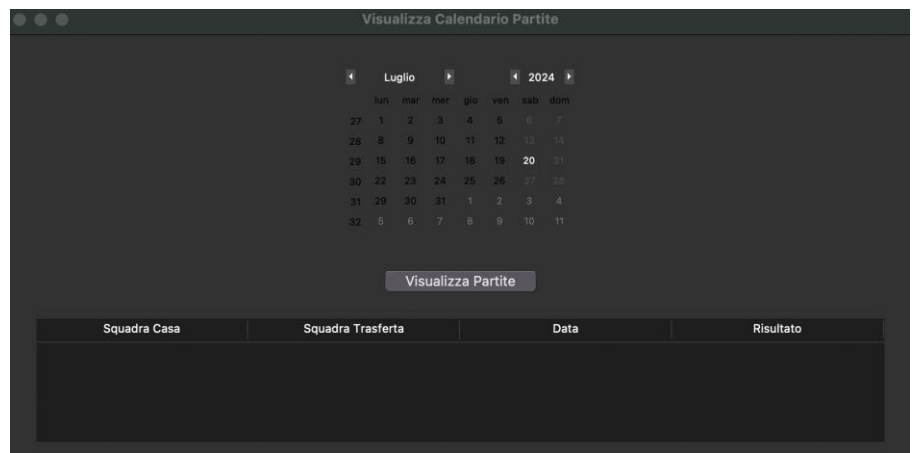 Visualizza Calendario Partite
Luglio 2024
lun mar mer gio ven sab dom
27 1 2 3 4 5 6 7
28 8 9 10 11 12 13 14
29 15 16 17 18 19 20 21
30 22 23 24 25 26 27 28
31 29 30 31 1 2 3 4
32 5 6 7 8 9 10 11
Visualizza Partite
Squadra Casa Squadra Trasferta Data Risultato